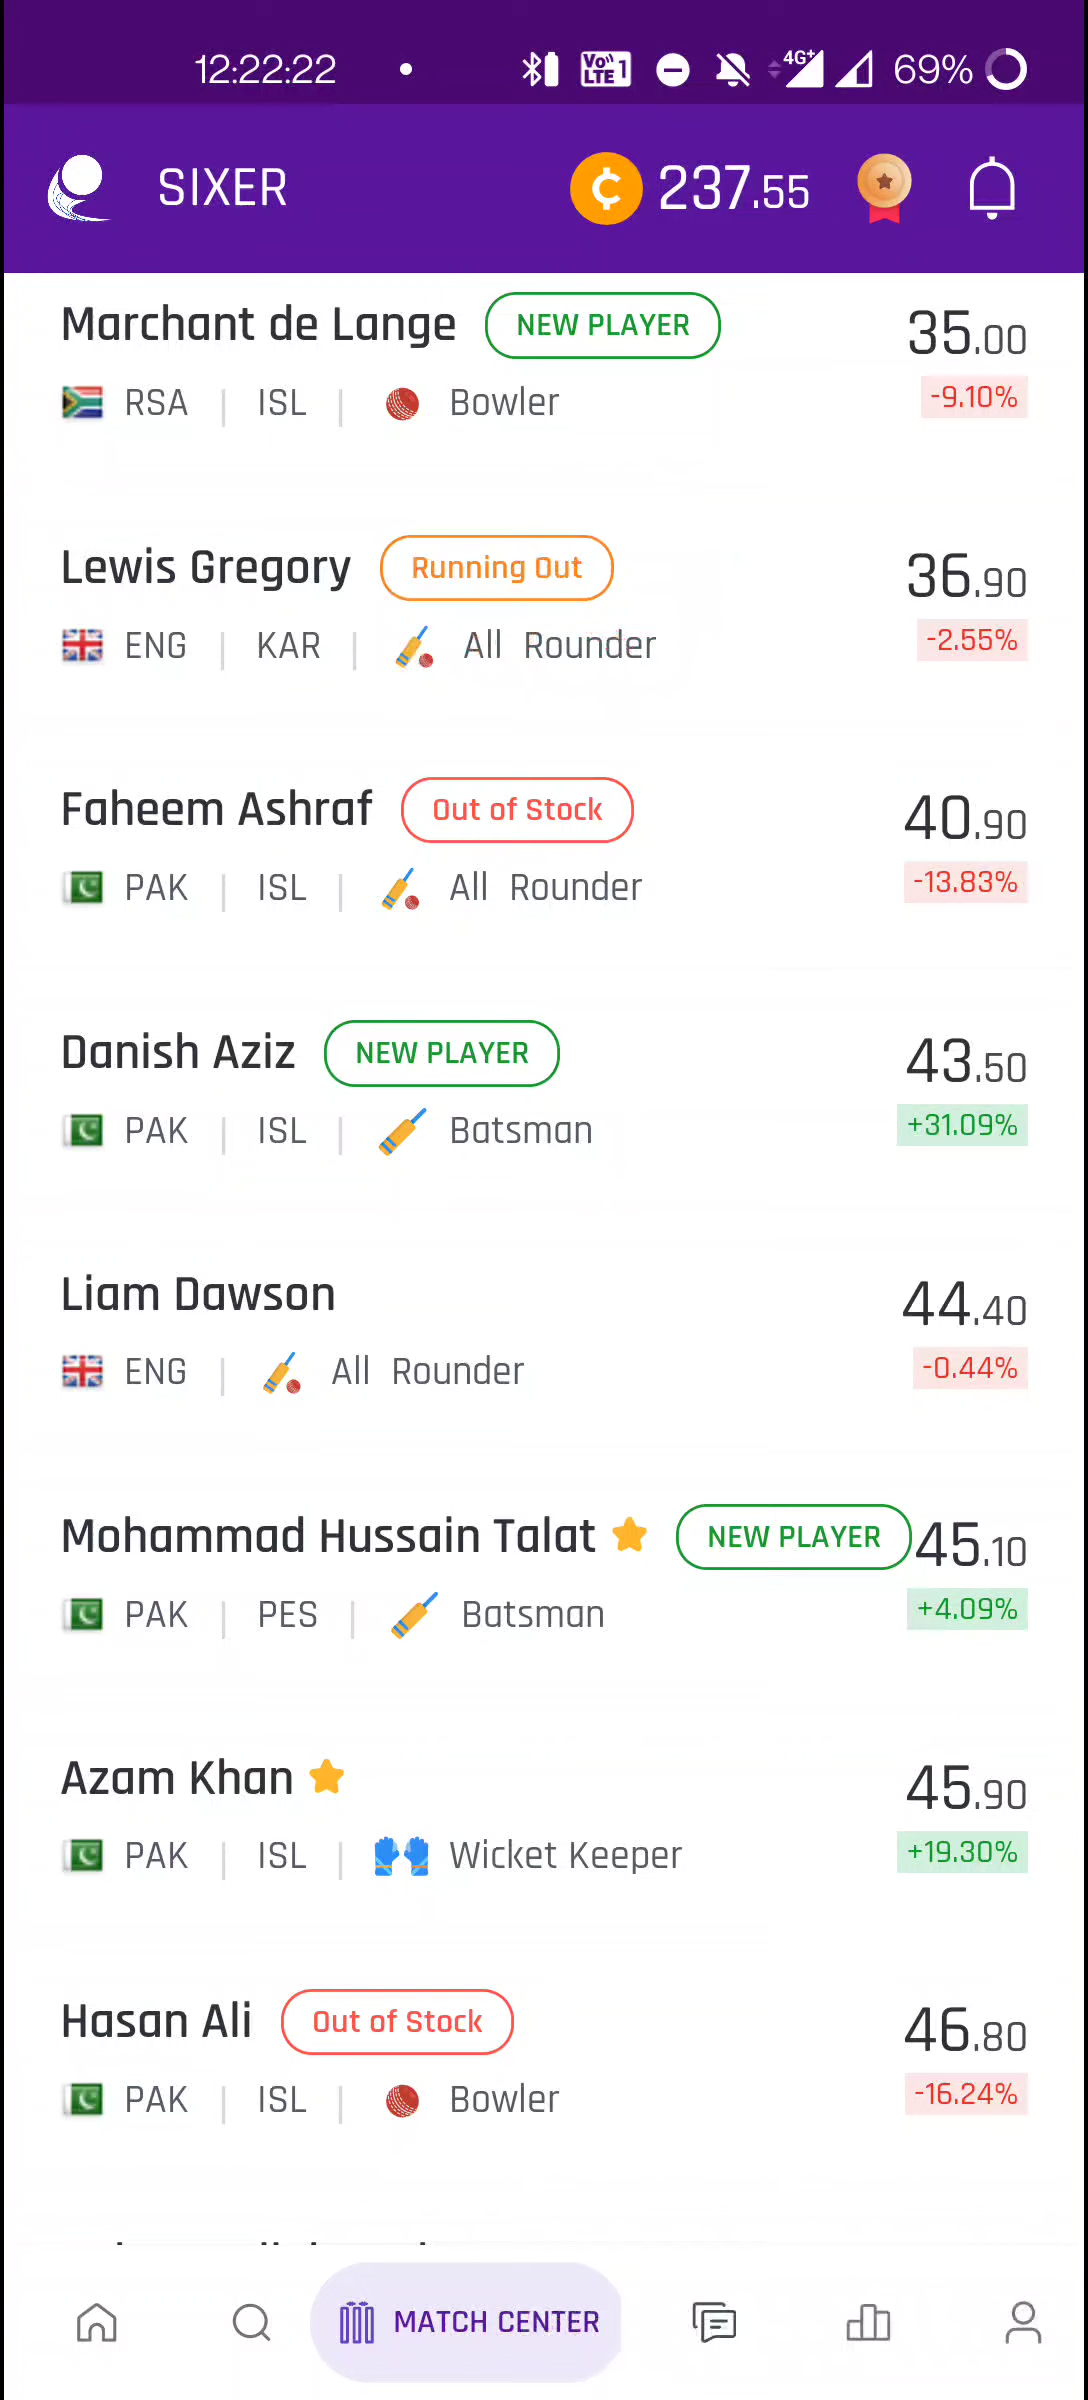 12:22:22 Vo)) LTE 1 4G+ 69%
SIXER ¢ 237.55
Marchant de Lange NEW PLAYER 35.00
RSA | ISL | Bowler -9.10%
Lewis Gregory Running Out 36.90
ENG | KAR | All Rounder -2.55%
Faheem Ashraf Out of Stock 40.90
PAK | ISL | All Rounder -13.83%
Danish Aziz NEW PLAYER 43.50
PAK | ISL | Batsman +31.09%
Liam Dawson 44.40
ENG | All Rounder -0.44%
Mohammad Hussain Talat NEW PLAYER 45.10
PAK | PES | Batsman +4.09%
Azam Khan 45.90
PAK | ISL | Wicket Keeper +19.30%
Hasan Ali Out of Stock 46.80
PAK | ISL | Bowler -16.24%
MATCH CENTER